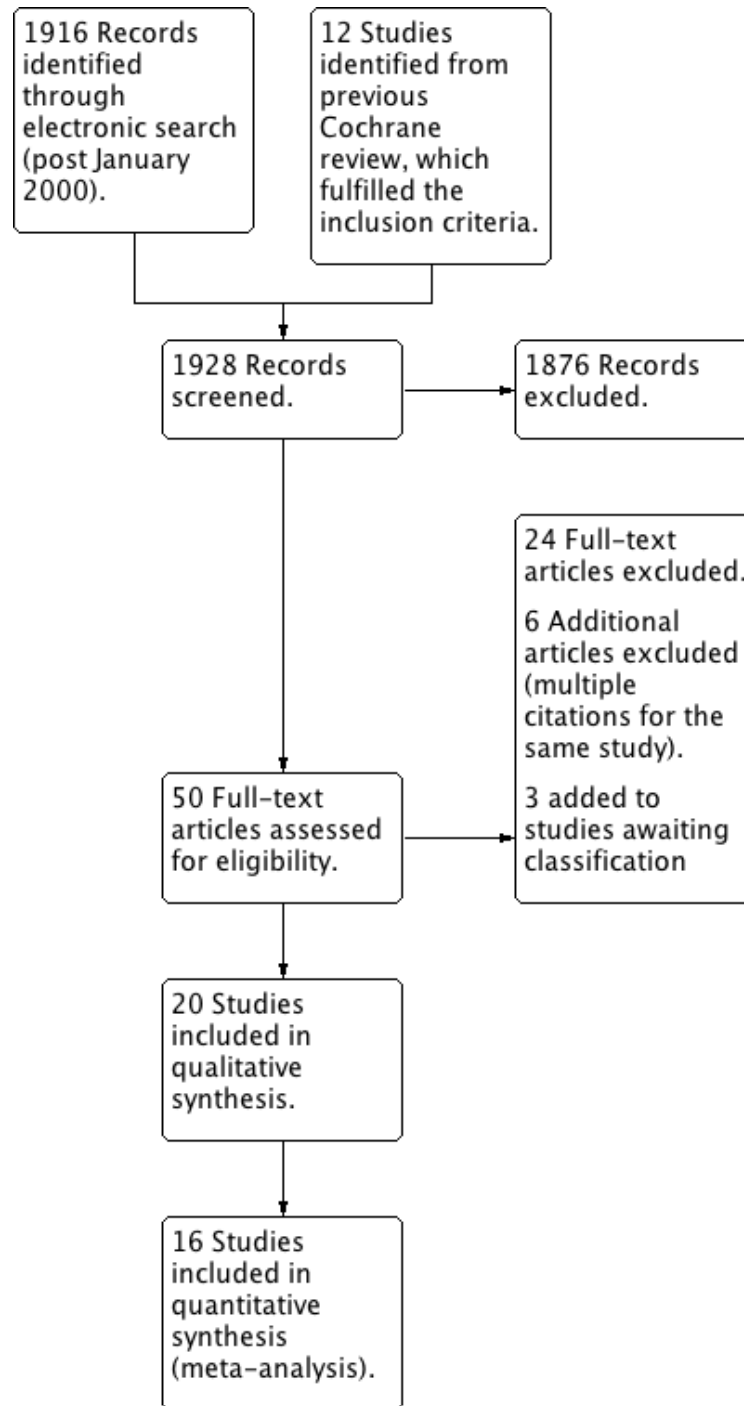 1916 Records
identified
through
electronic search
(post January
2000).
12 Studies
identified from
previous
Cochrane
review, which
fulfilled the
inclusion criteria.
1928 Records
screened.
1876 Records
excluded.
24 Full-text
articles excluded.
6 Additional
articles excluded
(multiple
citations for the
same study).
3 added to
studies awaiting
classification
50 Full-text
articles assessed
for eligibility.
20 Studies
included in
qualitative
synthesis.
16 Studies
included in
quantitative
synthesis
(meta-analysis).